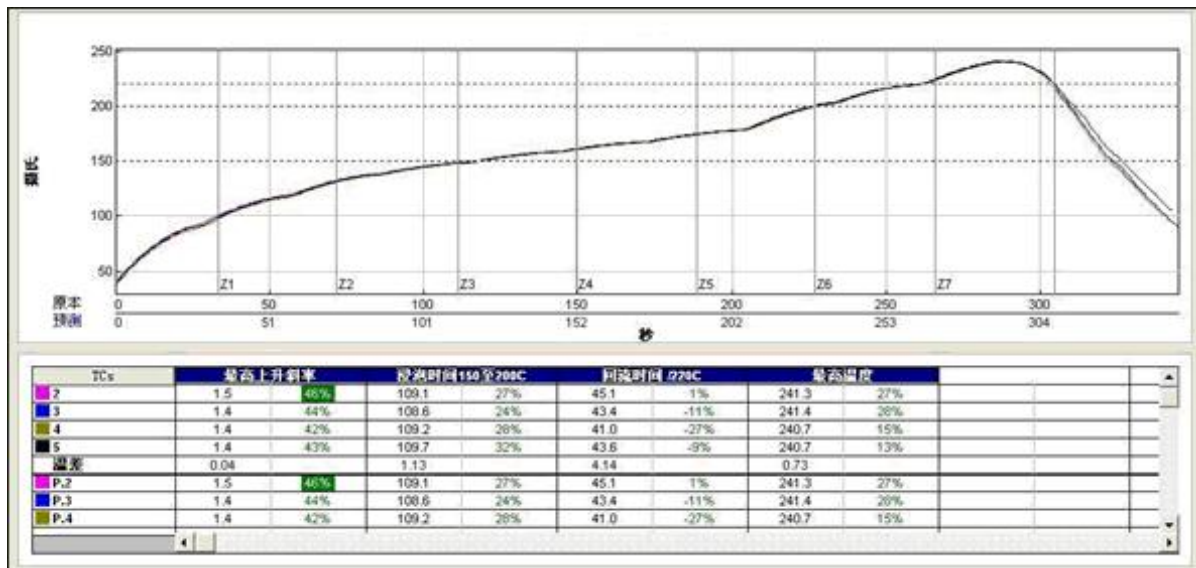 250
200
150
100
50
摄氏
Z1 Z2 Z3 Z4 Z5 Z6 Z7
原本 0 50 100 150 200 250 300
预测 0 51 101 152 202 253 304
秒
TCs 最高上升斜率 浸泡时间150至200C 回流时间 /220C 最高温度
2 1.5 46% 109.1 27% 45.1 1% 241.3 27%
3 1.4 44% 108.6 24% 43.4 -11% 241.4 28%
4 1.4 42% 109.2 28% 41.0 -27% 240.7 15%
5 1.4 43% 109.7 32% 43.6 -9% 240.7 13%
温差 0.04 1.13 4.14 0.73
P.2 1.5 46% 109.1 27% 45.1 1% 241.3 27%
P.3 1.4 44% 108.6 24% 43.4 -11% 241.4 28%
P.4 1.4 42% 109.2 28% 41.0 -27% 240.7 15%